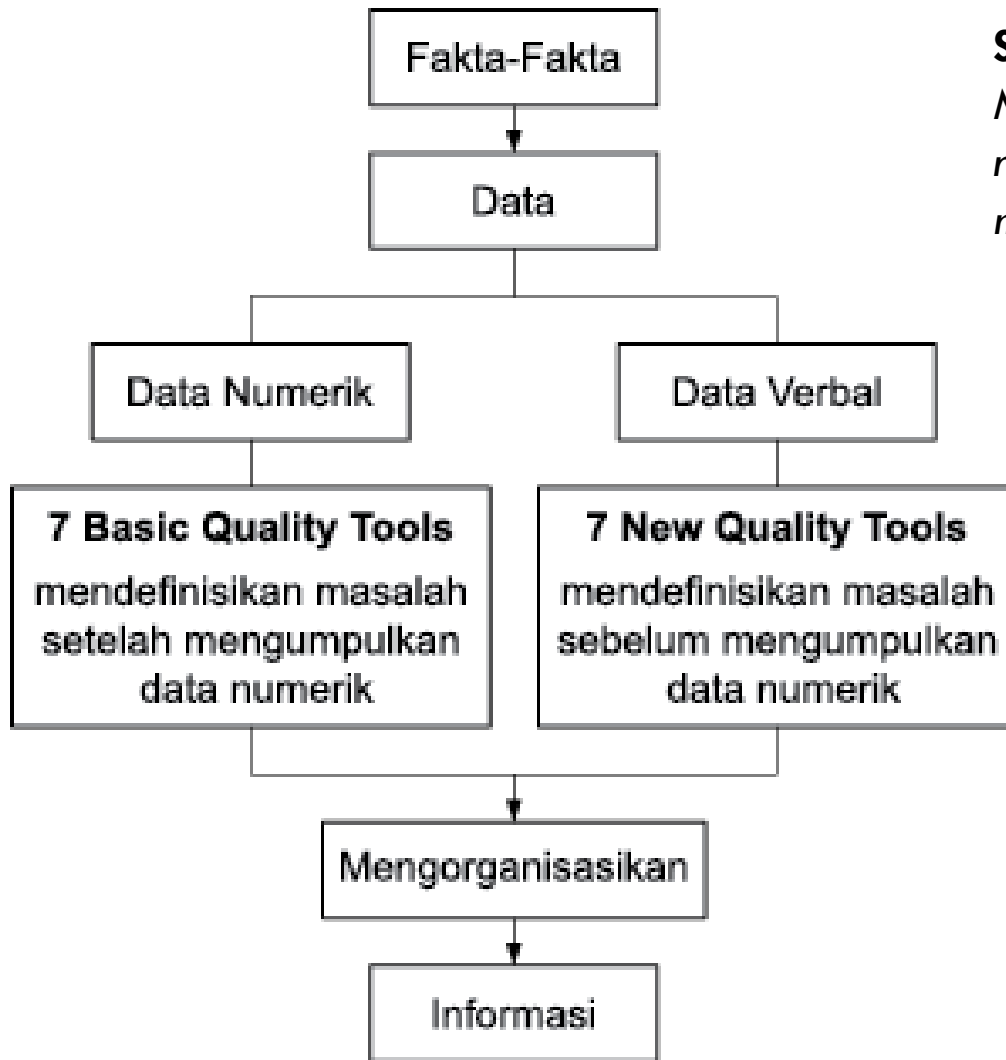 Fakta-Fakta
Data
Data Numerik
Data Verbal
7 Basic Quality Tools
mendefinisikan masalah
setelah mengumpulkan
data numerik
7 New Quality Tools
mendefinisikan masalah
sebelum mengumpulkan
data numerik
Mengorganisasikan
Informasi